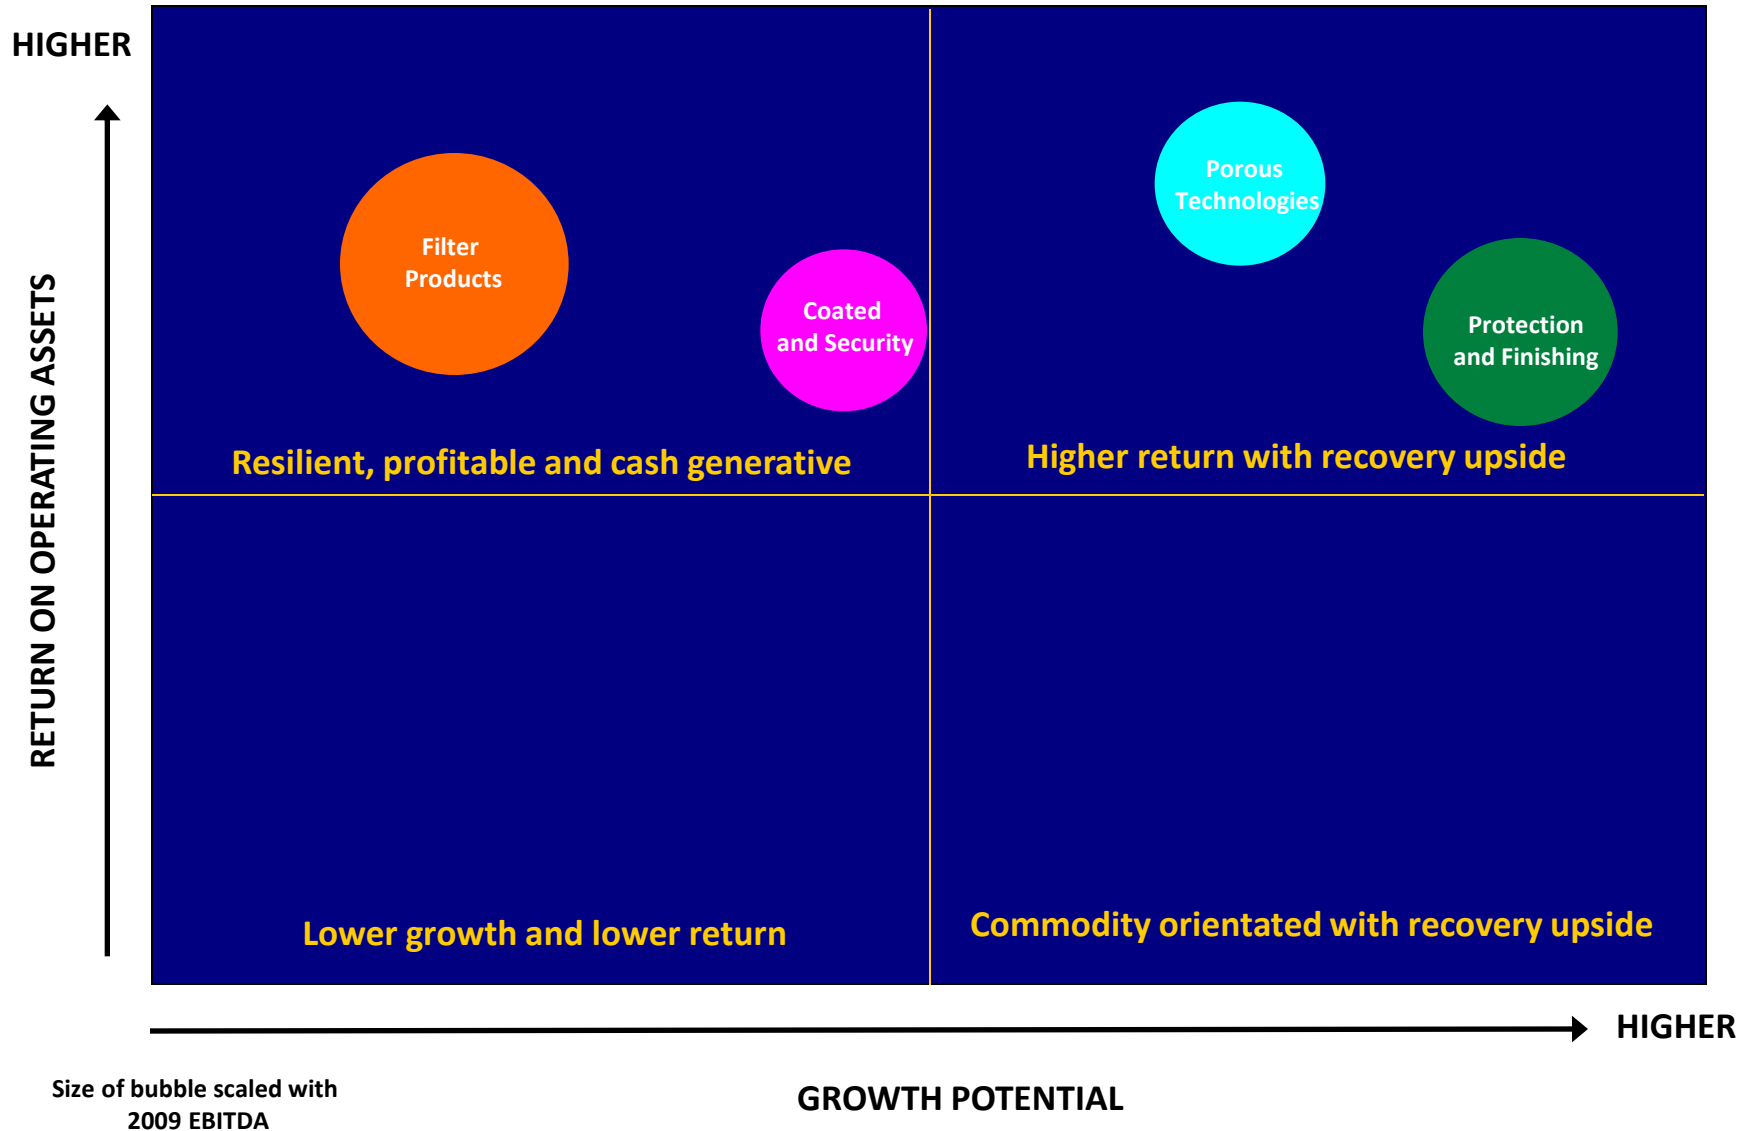 HIGHER
RETURN ON OPERATING ASSETS
Filter
Products
Coated
and Security
Porous
Technologies
Protection
and Finishing
Resilient, profitable and cash generative
Higher return with recovery upside
Lower growth and lower return
Commodity orientated with recovery upside
HIGHER
GROWTH POTENTIAL
Size of bubble scaled with
2009 EBITDA